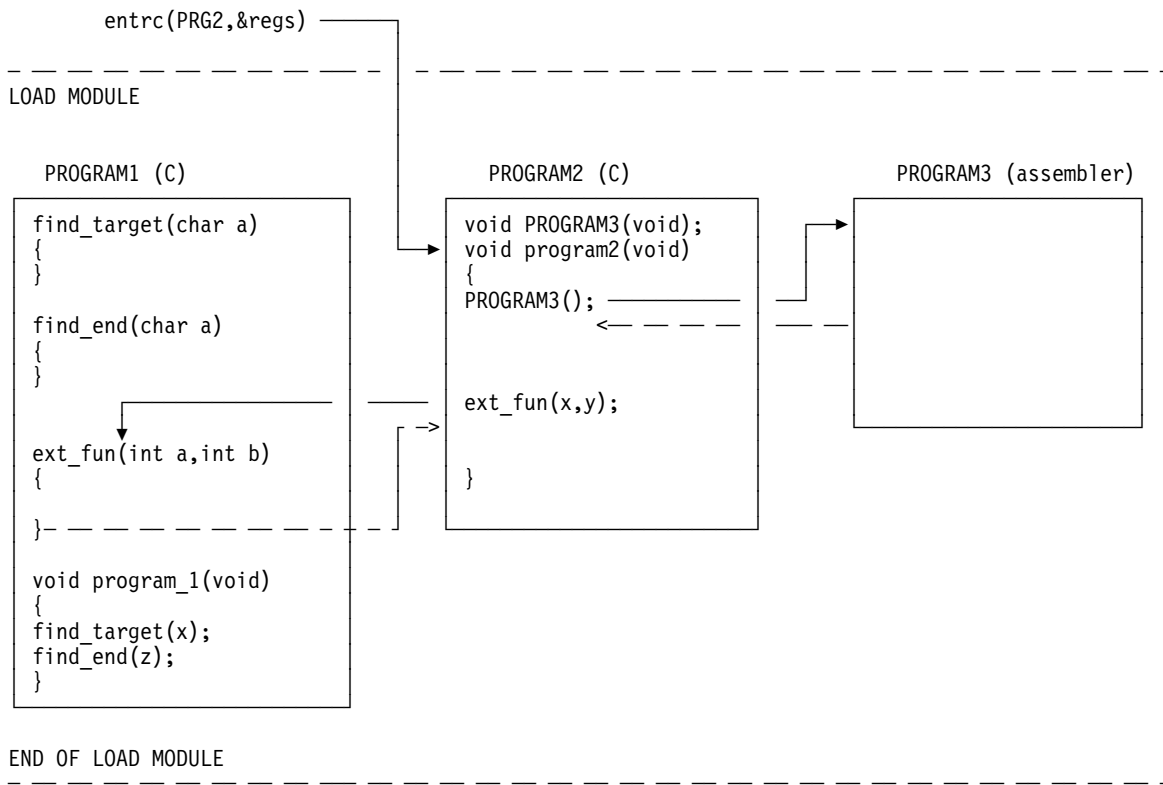 entrc(PRG2,&regs)
LOAD MODULE
PROGRAM1 (C)
find_target(char a)
{
}
find_end(char a)
{
}
ext_fun(int a,int b)
{
}
void program_1(void)
{
find_target(x);
find_end(z);
}
PROGRAM2 (C)
void PROGRAM3(void);
void program2(void)
{
PROGRAM3();
ext_fun(x,y);
}
PROGRAM3 (assembler)
END OF LOAD MODULE